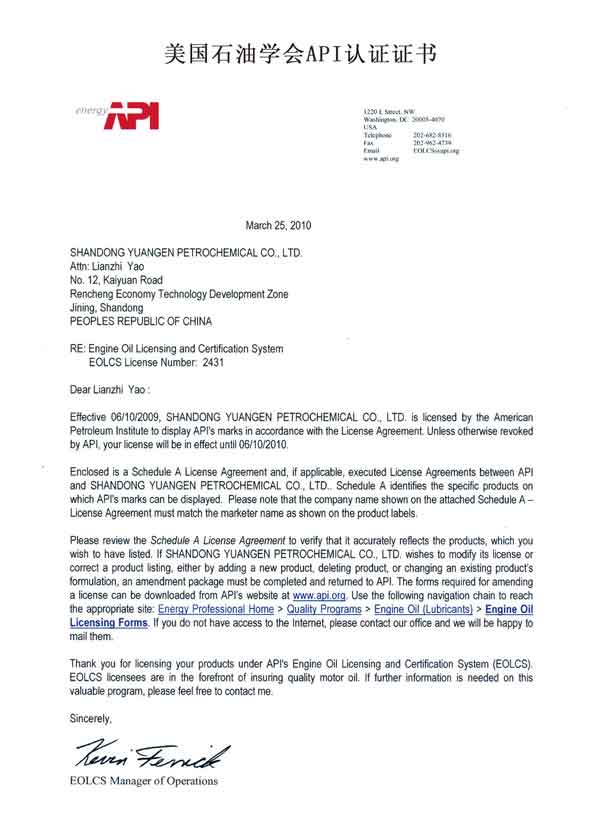 美国石油学会API认证证书
energy API
1220 L Street, NW
Washington, DC 20005-4070
USA
Telephone 202-682-8516
Fax 202-962-4739
Email EOLCS@api.org
www.api.org
March 25, 2010
SHANDONG YUANGEN PETROCHEMICAL CO., LTD.
Attn: Lianzhi Yao
No. 12, Kaiyuan Road
Rencheng Economy Technology Development Zone
Jining, Shandong
PEOPLES REPUBLIC OF CHINA
RE: Engine Oil Licensing and Certification System
EOLCS License Number: 2431
Dear Lianzhi Yao :
Effective 06/10/2009, SHANDONG YUANGEN PETROCHEMICAL CO., LTD. is licensed by the American
Petroleum Institute to display API's marks in accordance with the License Agreement. Unless otherwise revoked
by API, your license will be in effect until 06/10/2010.
Enclosed is a Schedule A License Agreement and, if applicable, executed License Agreements between API
and SHANDONG YUANGEN PETROCHEMICAL CO., LTD.. Schedule A identifies the specific products on
which API's marks can be displayed. Please note that the company name shown on the attached Schedule A –
License Agreement must match the marketer name as shown on the product labels.
Please review the Schedule A License Agreement to verify that it accurately reflects the products, which you
wish to have listed. If SHANDONG YUANGEN PETROCHEMICAL CO., LTD. wishes to modify its license or
correct a product listing, either by adding a new product, deleting product, or changing an existing product's
formulation, an amendment package must be completed and returned to API. The forms required for amending
a license can be downloaded from API's website at www.api.org. Use the following navigation chain to reach
the appropriate site: Energy Professional Home > Quality Programs > Engine Oil (Lubricants) > Engine Oil
Licensing Forms. If you do not have access to the Internet, please contact our office and we will be happy to
mail them.
Thank you for licensing your products under API's Engine Oil Licensing and Certification System (EOLCS).
EOLCS licensees are in the forefront of insuring quality motor oil. If further information is needed on this
valuable program, please feel free to contact me.
Sincerely,
Kevin Ferrick
EOLCS Manager of Operations